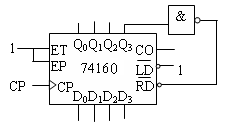 &
Q₀Q₁Q₂Q₃
1 ET CO
EP LD 1
74160
CP CP RD
D₀D₁D₂D₃